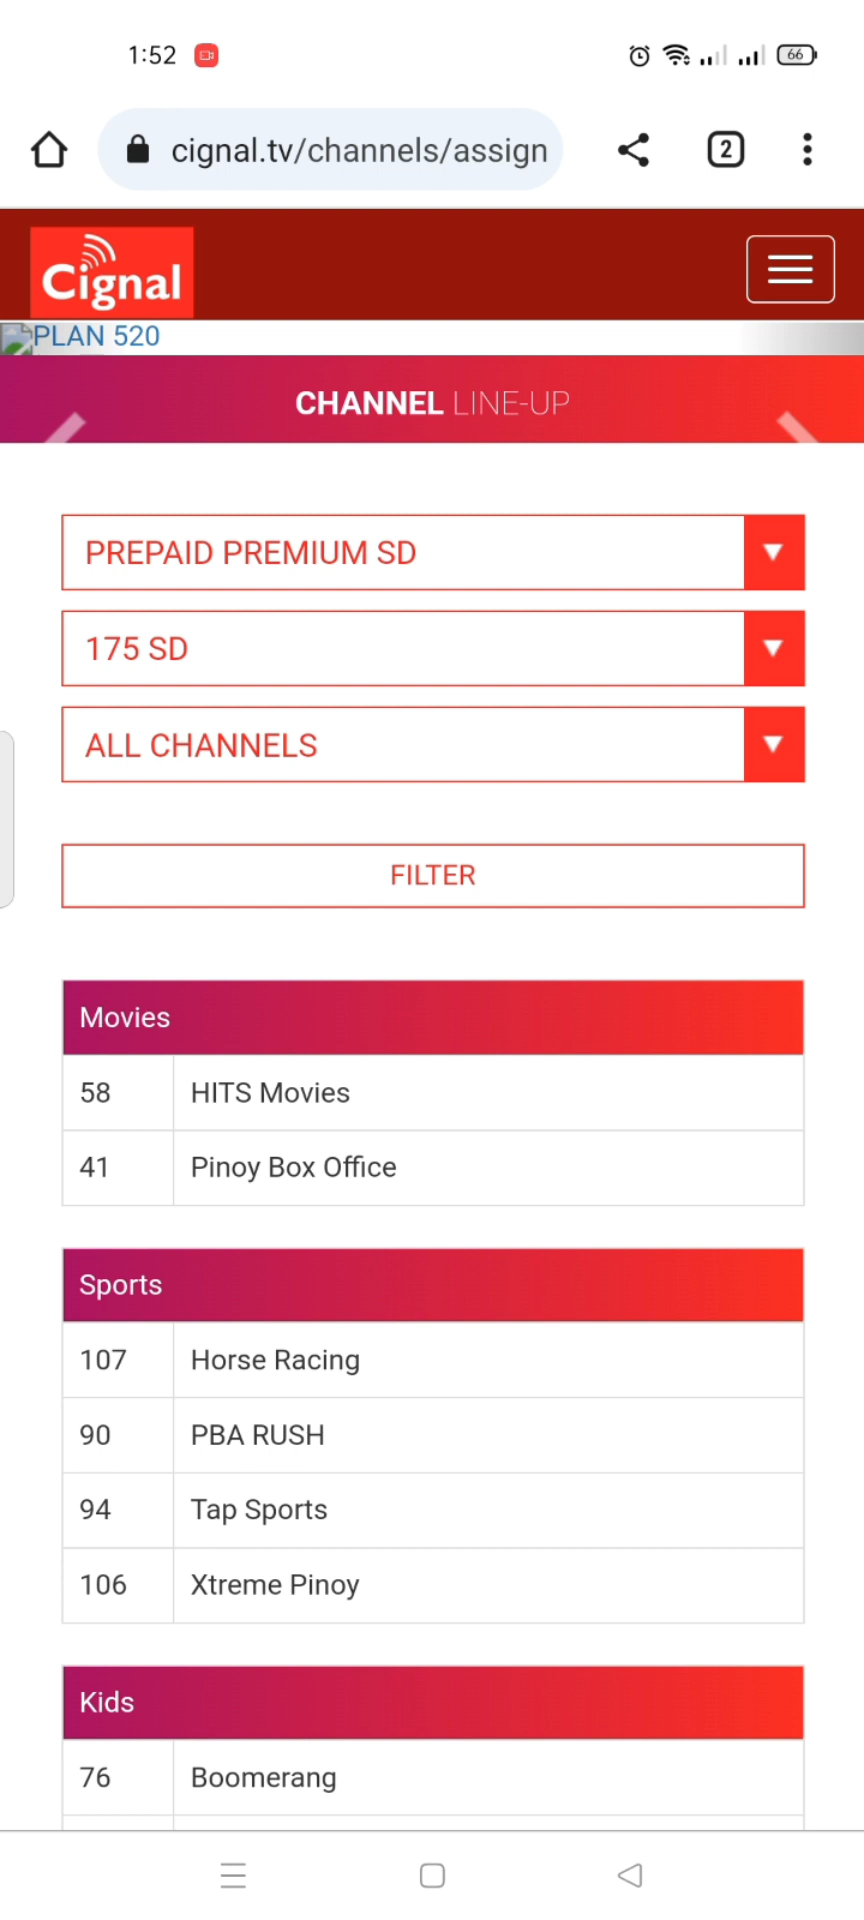 1:52
66
cignal.tv/channels/assign
2
Cignal
PLAN 520
CHANNEL LINE-UP
PREPAID PREMIUM SD
175 SD
ALL CHANNELS
FILTER
Movies
58 HITS Movies
41 Pinoy Box Office
Sports
107 Horse Racing
90 PBA RUSH
94 Tap Sports
106 Xtreme Pinoy
Kids
76 Boomerang